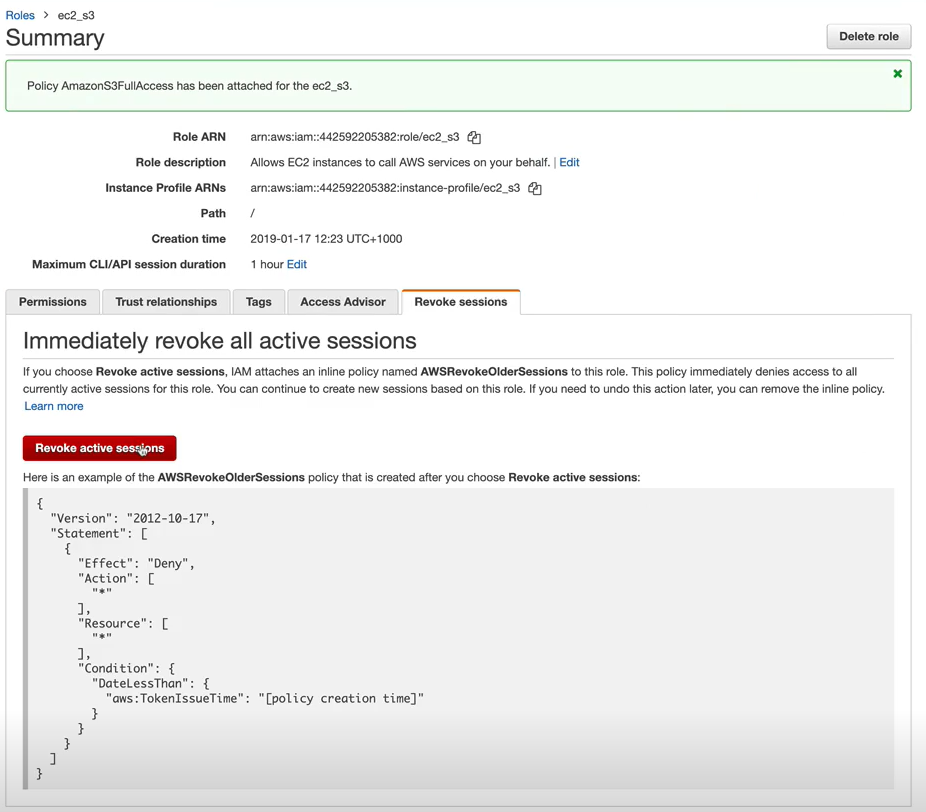 Roles > ec2_s3
Summary
Delete role
Policy AmazonS3FullAccess has been attached for the ec2_s3.
Role ARN arn:aws:iam::442592205382:role/ec2_s3
Role description Allows EC2 instances to call AWS services on your behalf. | Edit
Instance Profile ARNs arn:aws:iam::442592205382:instance-profile/ec2_s3
Path /
Creation time 2019-01-17 12:23 UTC+1000
Maximum CLI/API session duration 1 hour Edit
Permissions Trust relationships Tags Access Advisor Revoke sessions
Immediately revoke all active sessions
If you choose Revoke active sessions, IAM attaches an inline policy named AWSRevokeOlderSessions to this role. This policy immediately denies access to all
currently active sessions for this role. You can continue to create new sessions based on this role. If you need to undo this action later, you can remove the inline policy.
Learn more
Revoke active sessions
Here is an example of the AWSRevokeOlderSessions policy that is created after you choose Revoke active sessions:
{
  "Version": "2012-10-17",
  "Statement": [
    {
      "Effect": "Deny",
      "Action": [
        "*"
      ],
      "Resource": [
        "*"
      ],
      "Condition": {
        "DateLessThan": {
          "aws:TokenIssueTime": "[policy creation time]"
        }
      }
    }
  ]
}